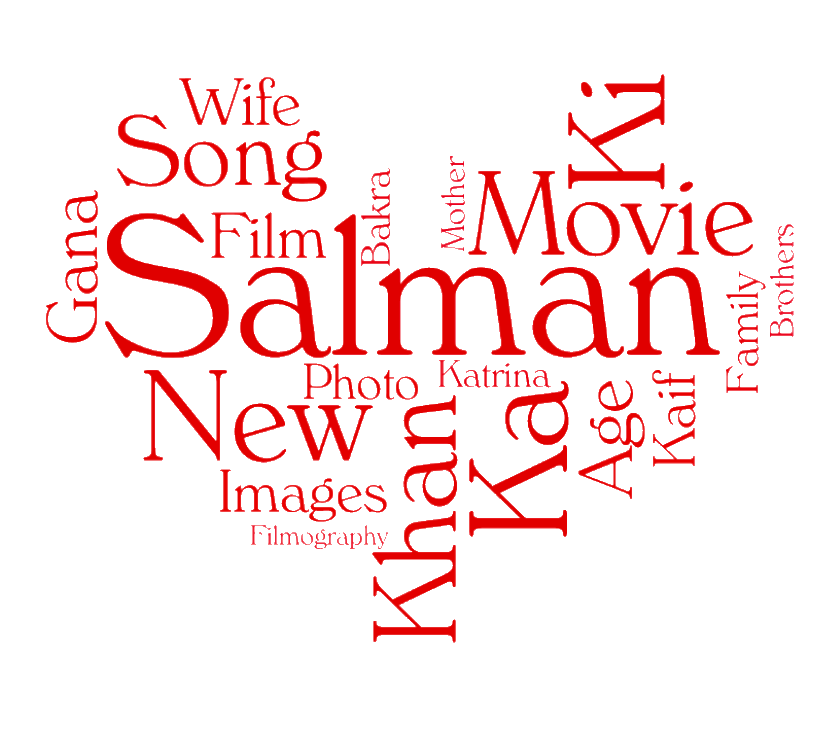 Wife
Ki
Song
Bakra
Mother
Movie
Gana
Film
Salman
Brothers
Family
Photo
Katrina
New
Khan
Ka
Age
Kaif
Images
Filmography